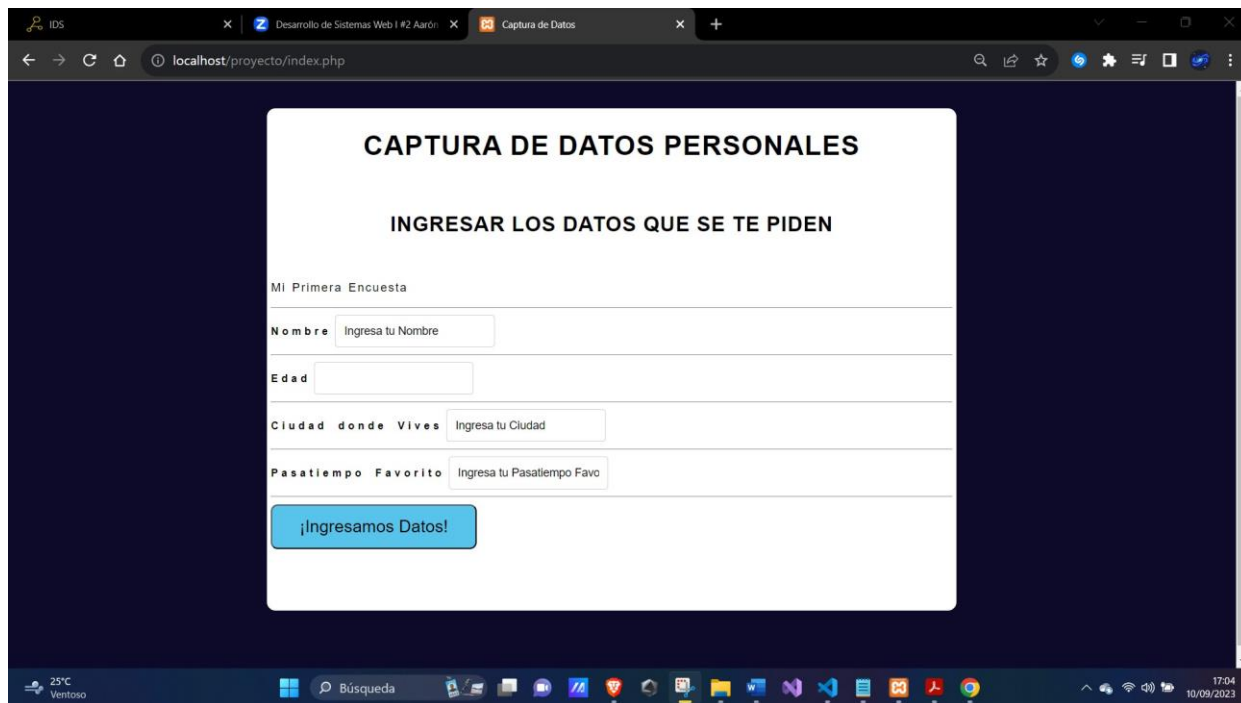 IDS
Desarrollo de Sistemas Web I #2 Aarón
Captura de Datos
localhost/proyecto/index.php
CAPTURA DE DATOS PERSONALES
INGRESAR LOS DATOS QUE SE TE PIDEN
Mi Primera Encuesta
Nombre Ingresa tu Nombre
Edad
Ciudad donde Vives Ingresa tu Ciudad
Pasatiempo Favorito Ingresa tu Pasatiempo Favo
¡Ingresamos Datos!
25°C
Ventoso
Búsqueda
17:04
10/09/2023